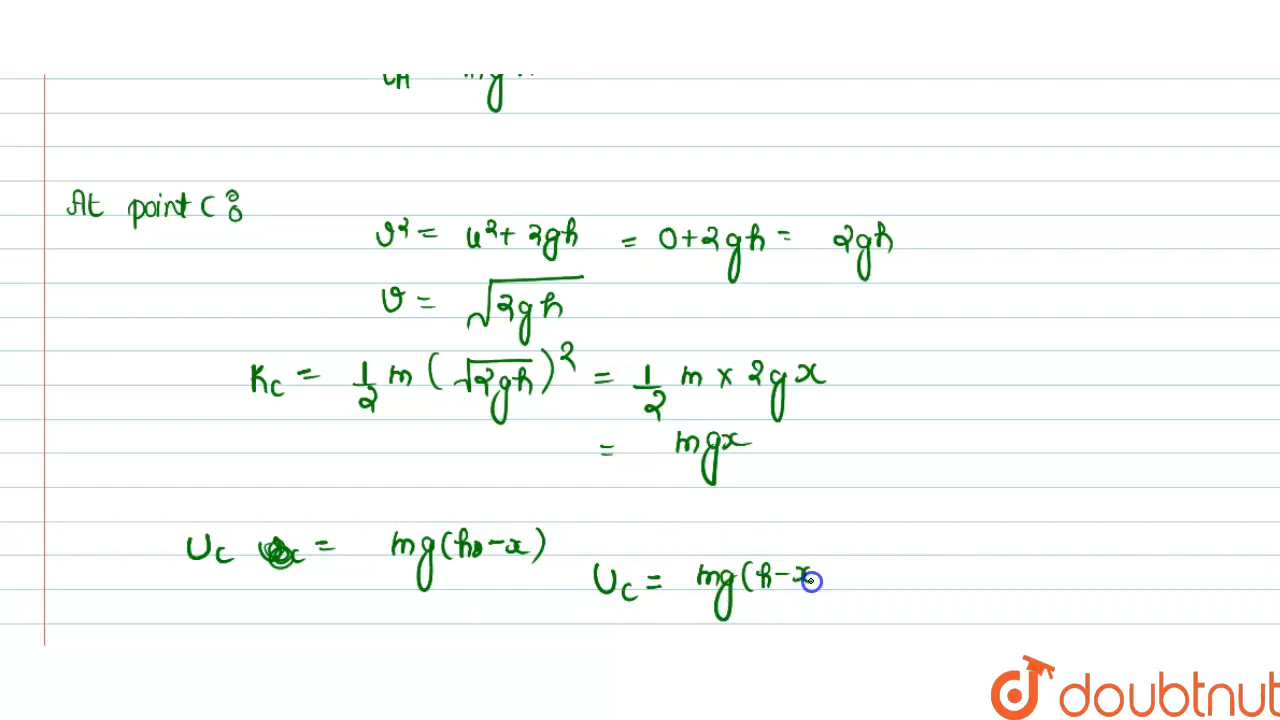 At point C :
v² = u² + 2gh = 0 + 2gh = 2gh
v = √2gh
K_C = 1/2 m (√2gh)² = 1/2 m × 2gx
= mgx
U_C = mg(h-x)
U_C = mg(h-x
doubtnut